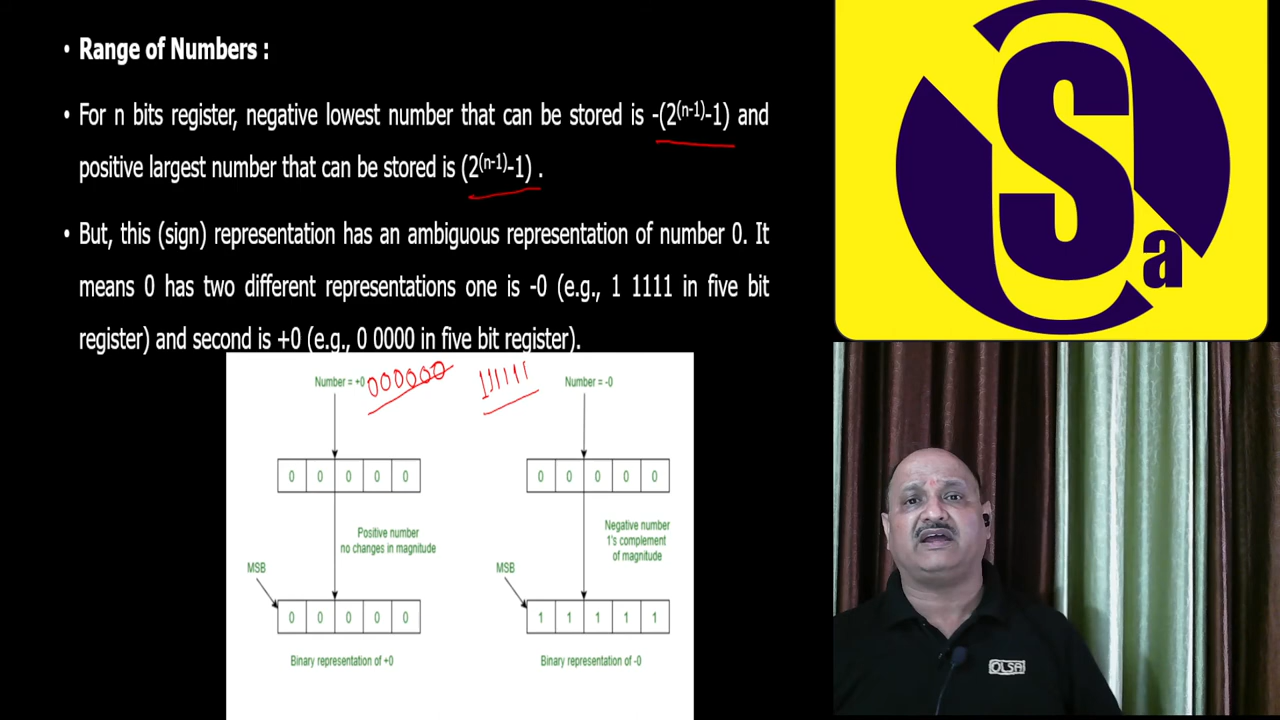 • Range of Numbers :
• For n bits register, negative lowest number that can be stored is -(2^(n-1)-1) and
positive largest number that can be stored is (2^(n-1)-1) .
• But, this (sign) representation has an ambiguous representation of number 0. It
means 0 has two different representations one is -0 (e.g., 1 1111 in five bit
register) and second is +0 (e.g., 0 0000 in five bit register).
Number = +0 000000 111111 Number = -0
0 0 0 0 0 0 0 0 0 0
Positive number
no changes in magnitude
Negative number
1's complement
of magnitude
MSB MSB
0 0 0 0 0 1 1 1 1 1
Binary representation of +0 Binary representation of -0
S
a
OLSA